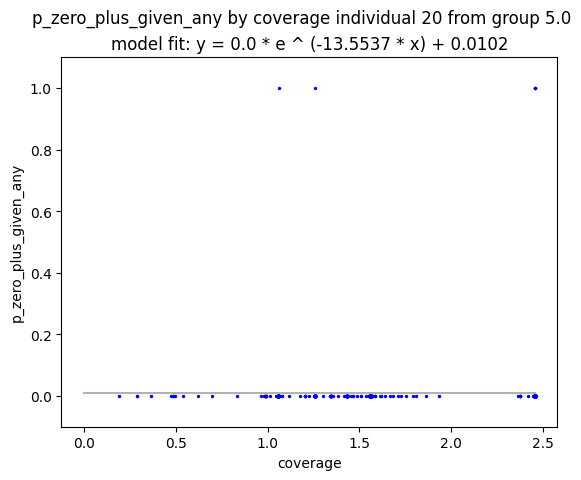 p_zero_plus_given_any by coverage individual 20 from group 5.0
model fit: y = 0.0 * e ^ (-13.5537 * x) + 0.0102
1.0
0.8
0.6
0.4
0.2
0.0
p_zero_plus_given_any
0.0 0.5 1.0 1.5 2.0 2.5
coverage